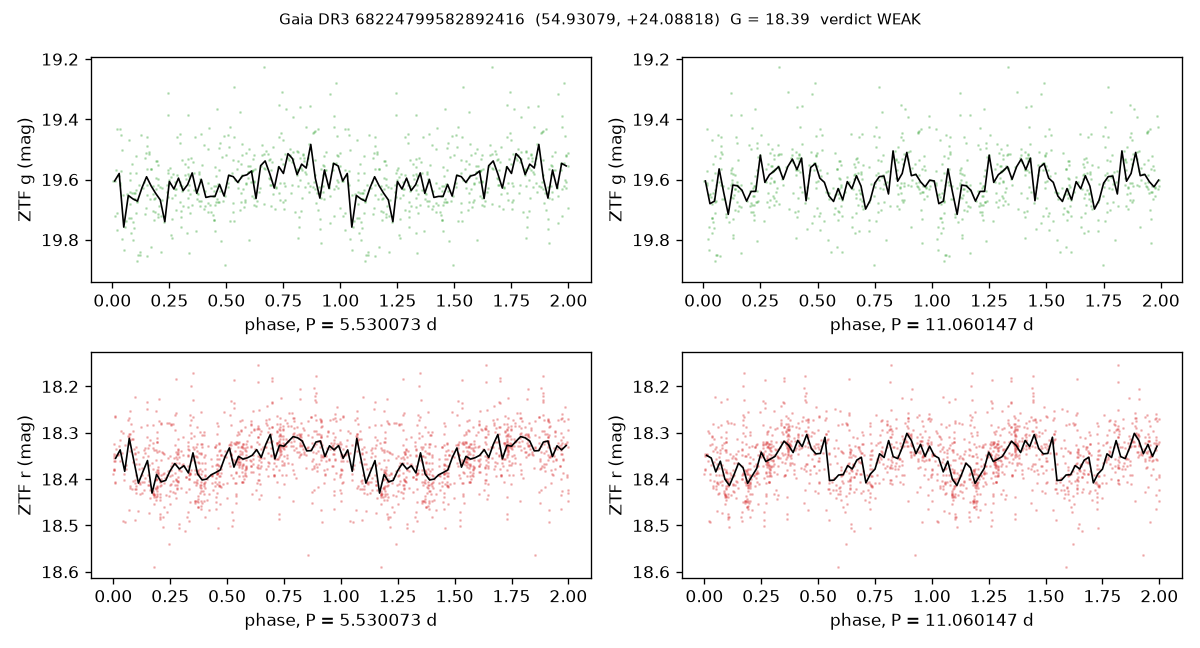 Gaia DR3 68224799582892416 (54.93079, +24.08818) G = 18.39 verdict WEAK
19.2
19.4
19.6
19.8
ZTF g (mag)
0.00 0.25 0.50 0.75 1.00 1.25 1.50 1.75 2.00
phase, P = 5.530073 d
19.2
19.4
19.6
19.8
ZTF g (mag)
0.00 0.25 0.50 0.75 1.00 1.25 1.50 1.75 2.00
phase, P = 11.060147 d
18.2
18.3
18.4
18.5
18.6
ZTF r (mag)
0.00 0.25 0.50 0.75 1.00 1.25 1.50 1.75 2.00
phase, P = 5.530073 d
18.2
18.3
18.4
18.5
18.6
ZTF r (mag)
0.00 0.25 0.50 0.75 1.00 1.25 1.50 1.75 2.00
phase, P = 11.060147 d